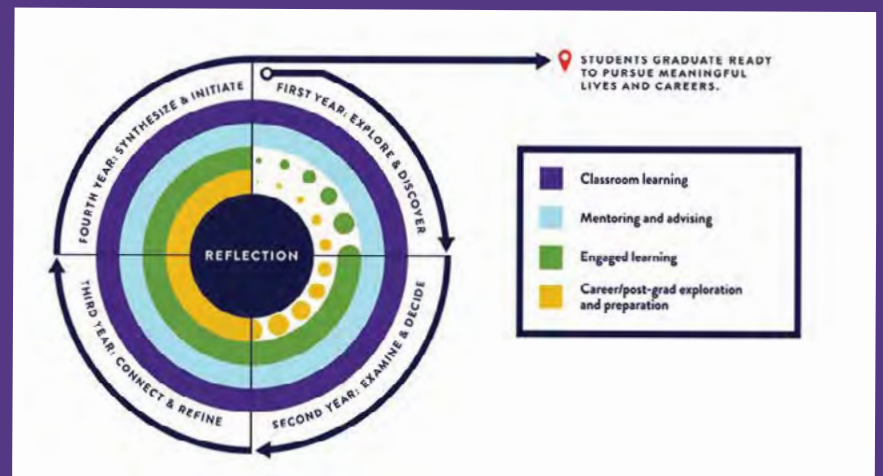 STUDENTS GRADUATE READY
TO PURSUE MEANINGFUL
LIVES AND CAREERS.
FIRST YEAR: EXPLORE & DISCOVER
SECOND YEAR: EXAMINE & DECIDE
THIRD YEAR: CONNECT & REFINE
FOURTH YEAR: SYNTHESIZE & INITIATE
REFLECTION
Classroom learning
Mentoring and advising
Engaged learning
Career/post-grad exploration
and preparation